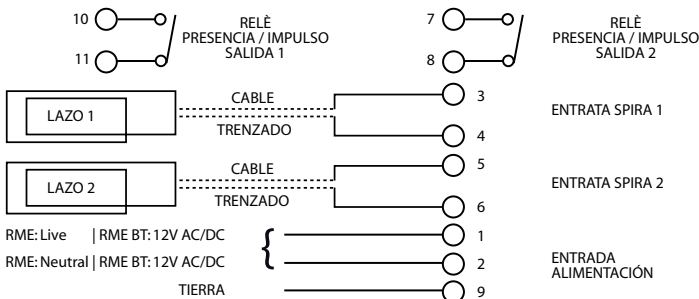 10
11
RELÈ
PRESENCIA / IMPULSO
SALIDA 1
7
8
RELÈ
PRESENCIA / IMPULSO
SALIDA 2
LAZO 1
CABLE
TRENZADO
3
4
ENTRATA SPIRA 1
LAZO 2
CABLE
TRENZADO
5
6
ENTRATA SPIRA 2
RME: Live | RME BT: 12V AC/DC
RME: Neutral | RME BT: 12V AC/DC
{
1
2
ENTRADA
ALIMENTACIÓN
TIERRA
9